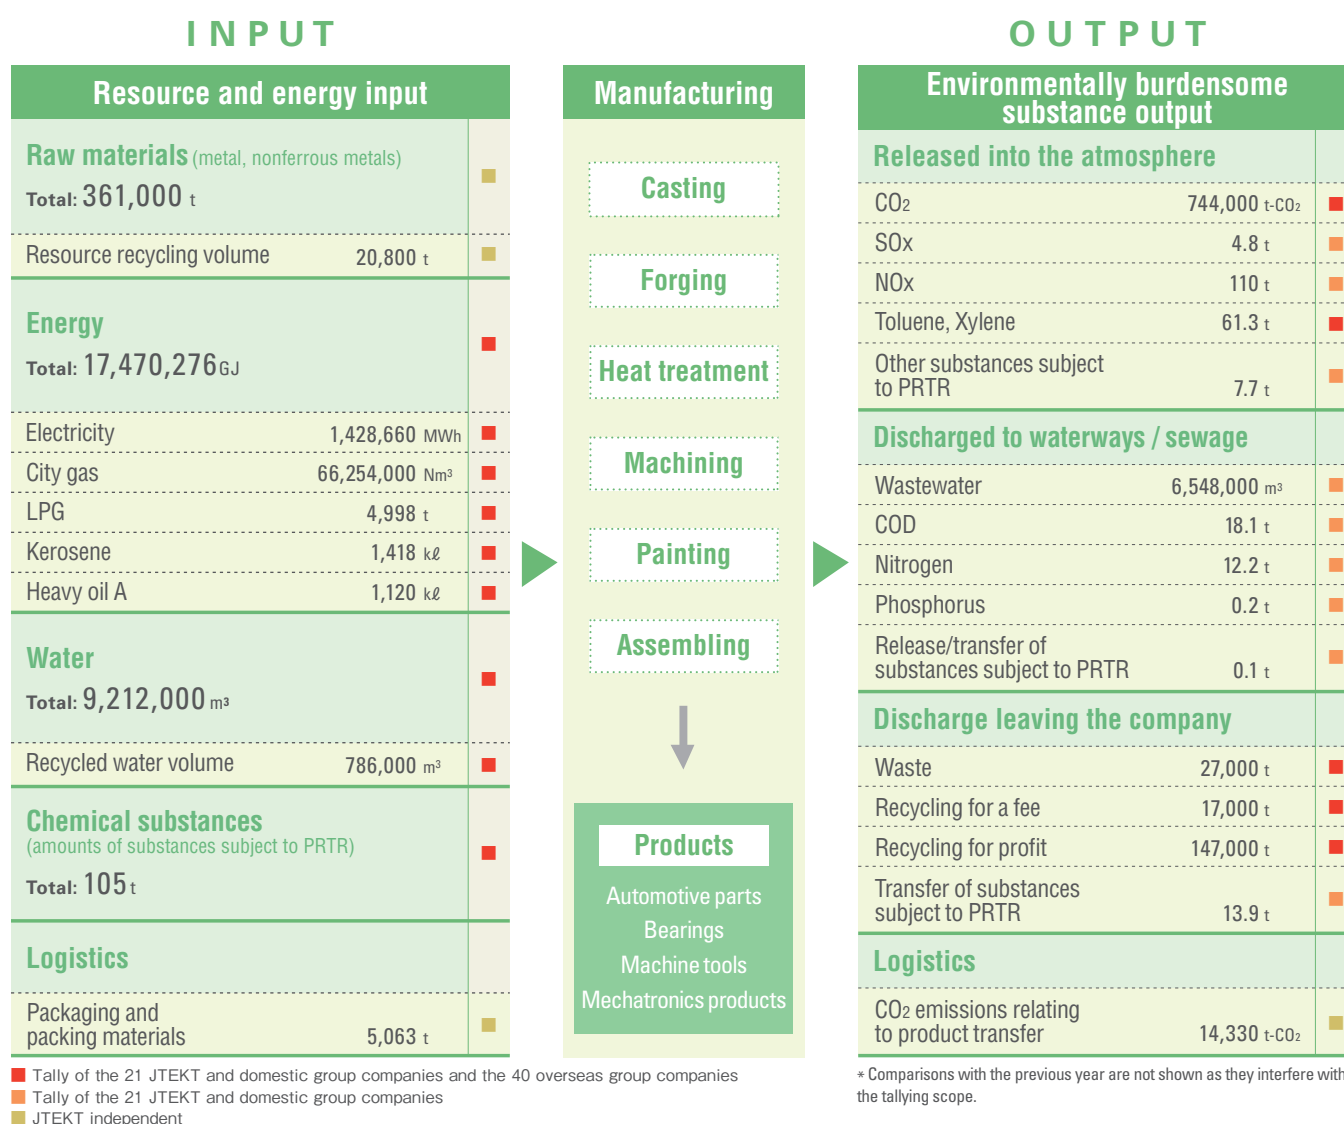 INPUT
Resource and energy input
Raw materials (metal, nonferrous metals)
Total: 361,000 t
Resource recycling volume 20,800 t
Energy
Total: 17,470,276 GJ
Electricity 1,428,660 MWh
City gas 66,254,000 Nm³
LPG 4,998 t
Kerosene 1,418 kℓ
Heavy oil A 1,120 kℓ
Water
Total: 9,212,000 m³
Recycled water volume 786,000 m³
Chemical substances
(amounts of substances subject to PRTR)
Total: 105 t
Logistics
Packaging and
packing materials 5,063 t
Manufacturing
Casting
Forging
Heat treatment
Machining
Painting
Assembling
Products
Automotive parts
Bearings
Machine tools
Mechatronics products
OUTPUT
Environmentally burdensome
substance output
Released into the atmosphere
CO₂ 744,000 t-CO₂
SOx 4.8 t
NOx 110 t
Toluene, Xylene 61.3 t
Other substances subject
to PRTR 7.7 t
Discharged to waterways / sewage
Wastewater 6,548,000 m³
COD 18.1 t
Nitrogen 12.2 t
Phosphorus 0.2 t
Release/transfer of
substances subject to PRTR 0.1 t
Discharge leaving the company
Waste 27,000 t
Recycling for a fee 17,000 t
Recycling for profit 147,000 t
Transfer of substances
subject to PRTR 13.9 t
Logistics
CO₂ emissions relating
to product transfer 14,330 t-CO₂
Tally of the 21 JTEKT and domestic group companies and the 40 overseas group companies
Tally of the 21 JTEKT and domestic group companies
JTEKT independent
* Comparisons with the previous year are not shown as they interfere with
the tallying scope.